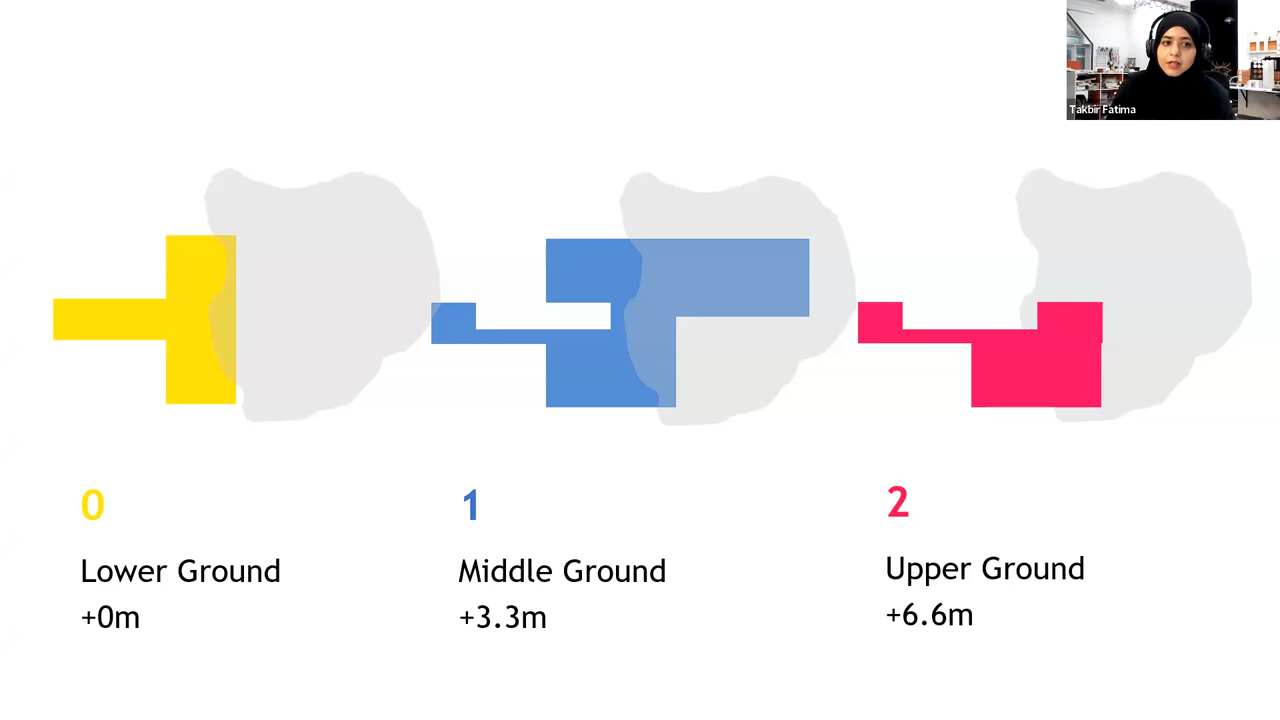 Takbir Fatima
0
Lower Ground
+0m
1
Middle Ground
+3.3m
2
Upper Ground
+6.6m